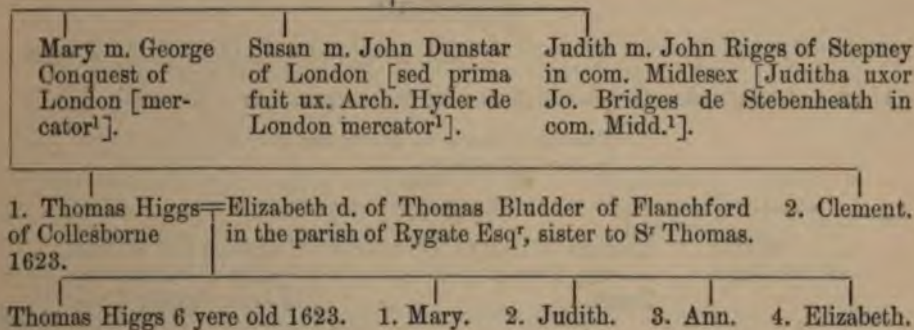 Mary m. George
Conquest of
London [mer-
cator¹].
Susan m. John Dunstar
of London [sed prima
fuit ux. Arch. Hyder de
London mercator¹].
Judith m. John Riggs of Stepney
in com. Midlesex [Juditha uxor
Jo. Bridges de Stebenheath in
com. Midd.¹].
1. Thomas Higgs
of Collesborne
1623.
Elizabeth d. of Thomas Bludder of Flanchford
in the parish of Rygate Esqʳ, sister to Sʳ Thomas.
2. Clement.
Thomas Higgs 6 yere old 1623. 1. Mary. 2. Judith. 3. Ann. 4. Elizabeth.